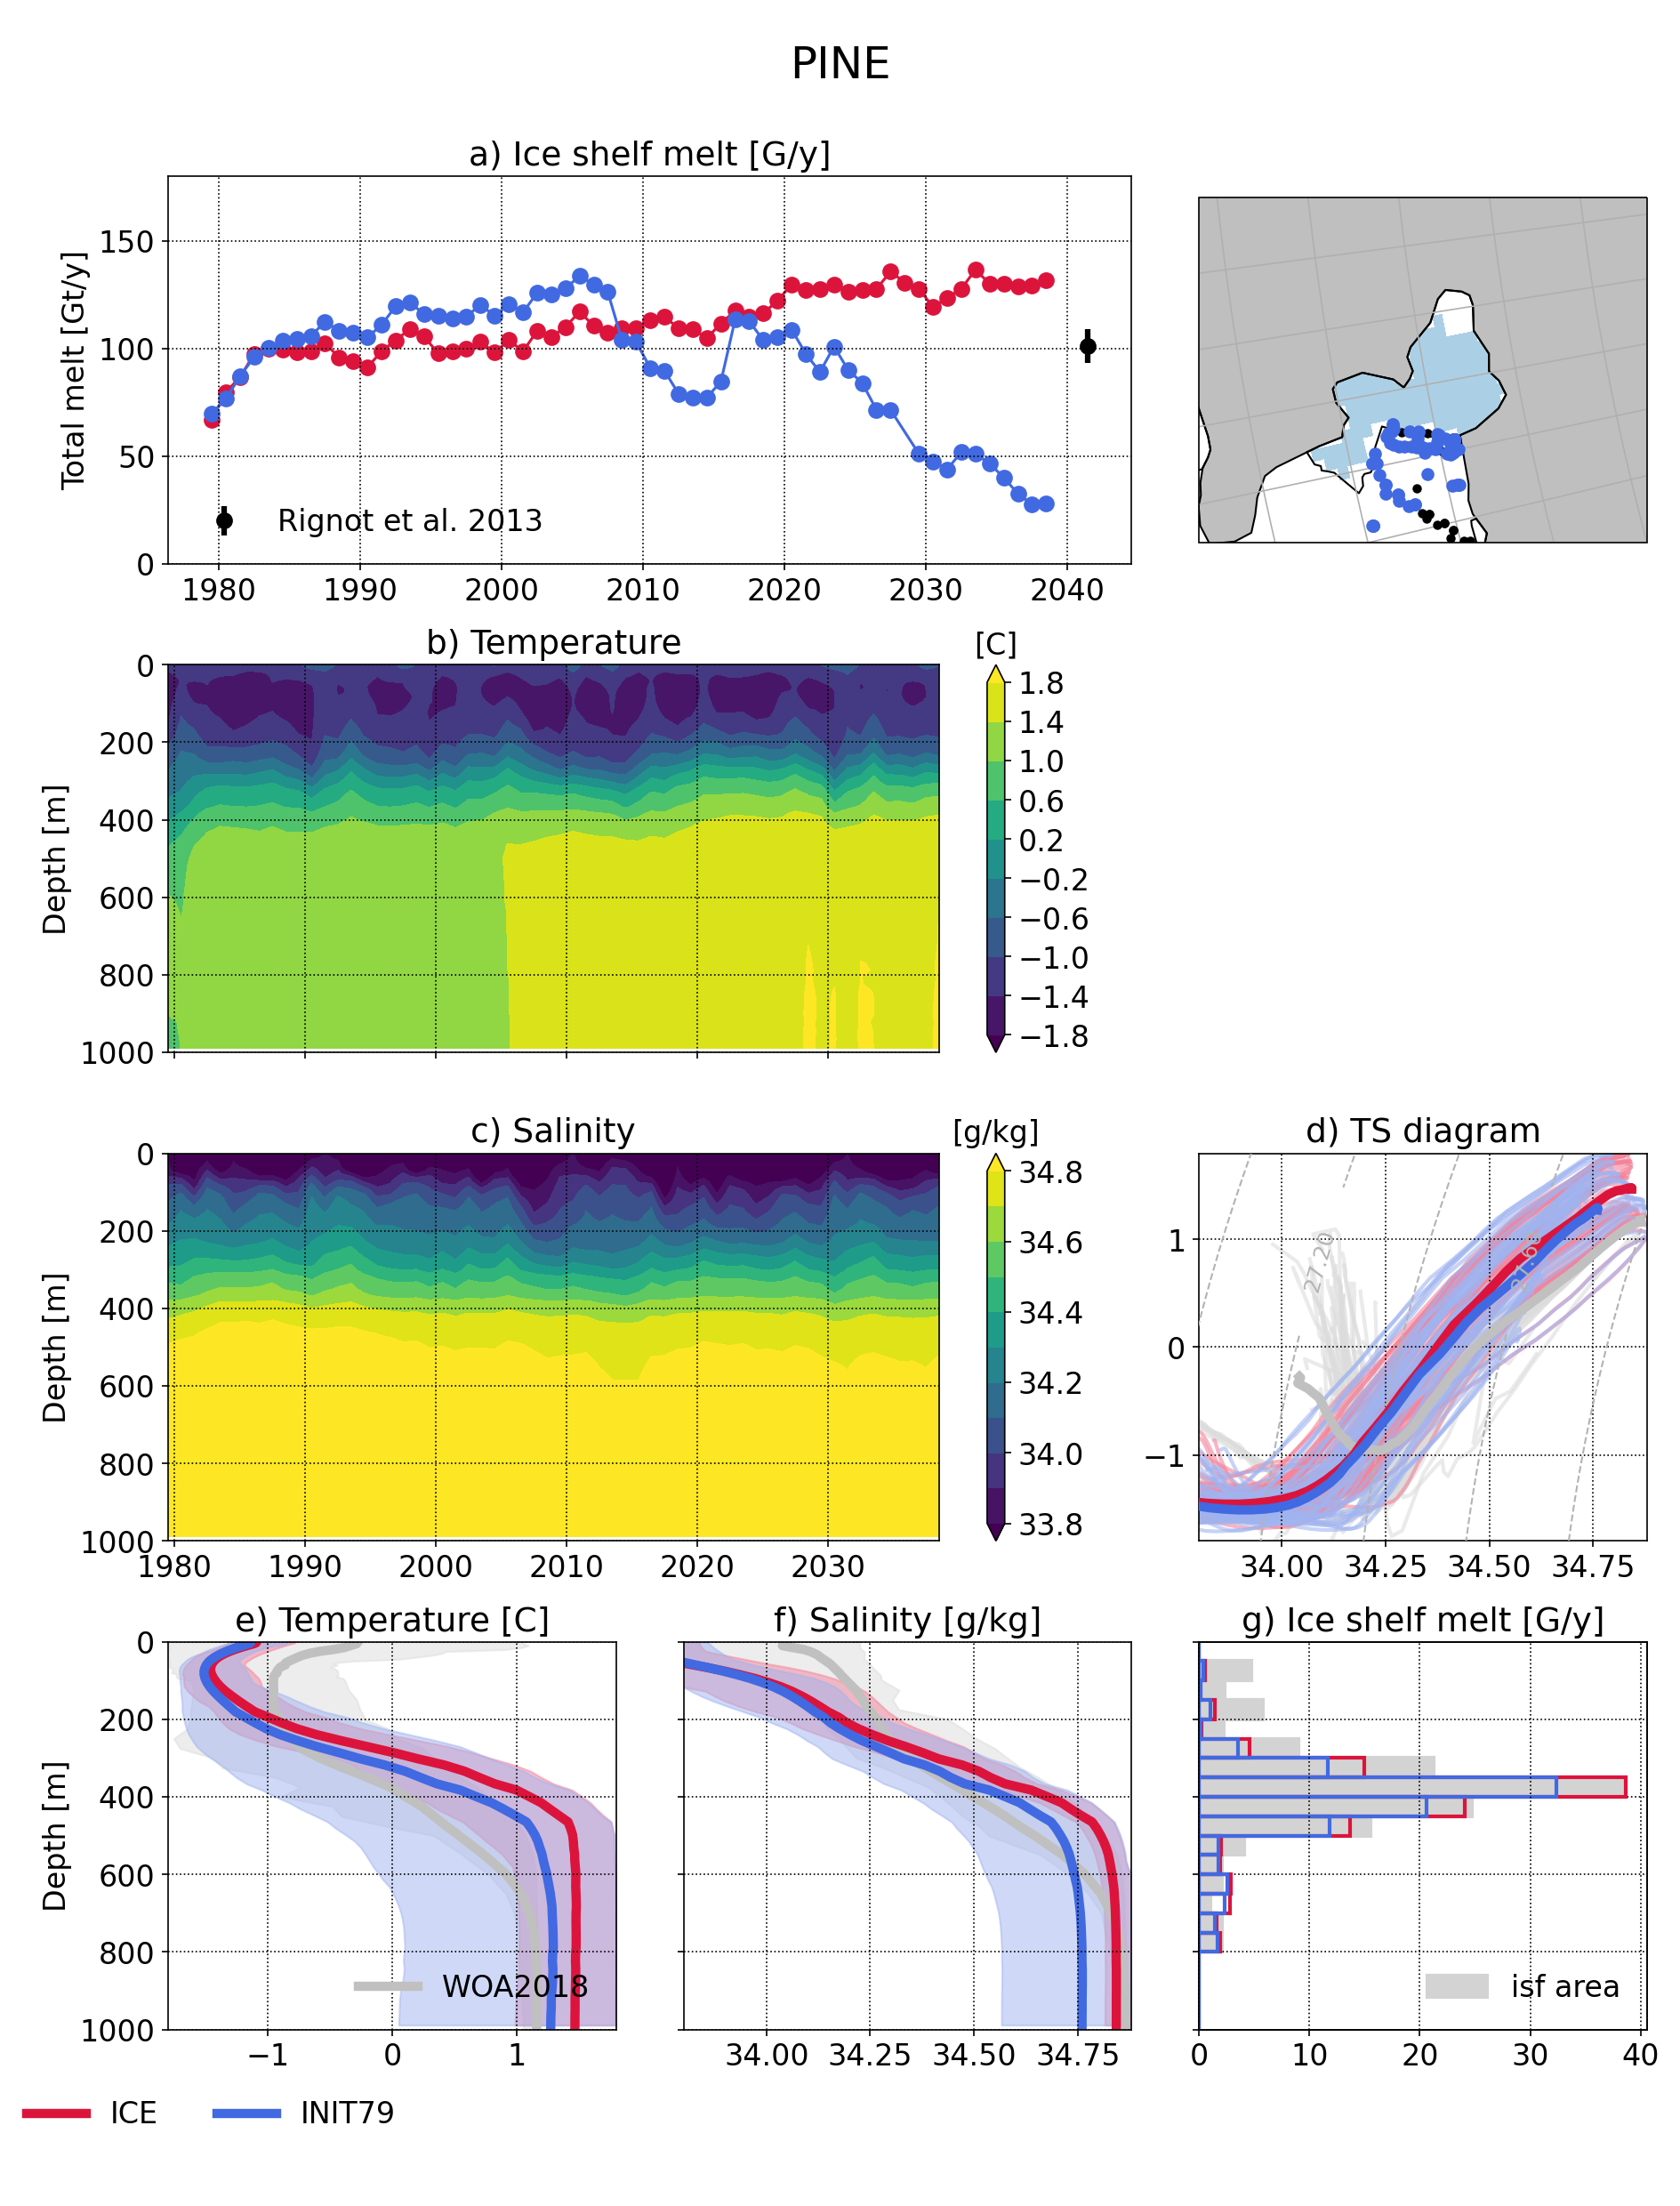 PINE
a) Ice shelf melt [G/y]
Total melt [Gt/y]
150
100
50
0
Rignot et al. 2013
1980 1990 2000 2010 2020 2030 2040
b) Temperature
[C]
Depth [m]
0
200
400
600
800
1000
1.8
1.4
1.0
0.6
0.2
−0.2
−0.6
−1.0
−1.4
−1.8
c) Salinity
[g/kg]
Depth [m]
0
200
400
600
800
1000
1980 1990 2000 2010 2020 2030
34.8
34.6
34.4
34.2
34.0
33.8
d) TS diagram
1
0
−1
27.20
34.00 34.25 34.50 34.75
e) Temperature [C]
Depth [m]
0
200
400
600
800
1000
WOA2018
−1 0 1
f) Salinity [g/kg]
34.00 34.25 34.50 34.75
g) Ice shelf melt [G/y]
isf area
0 10 20 30 40
ICE INIT79